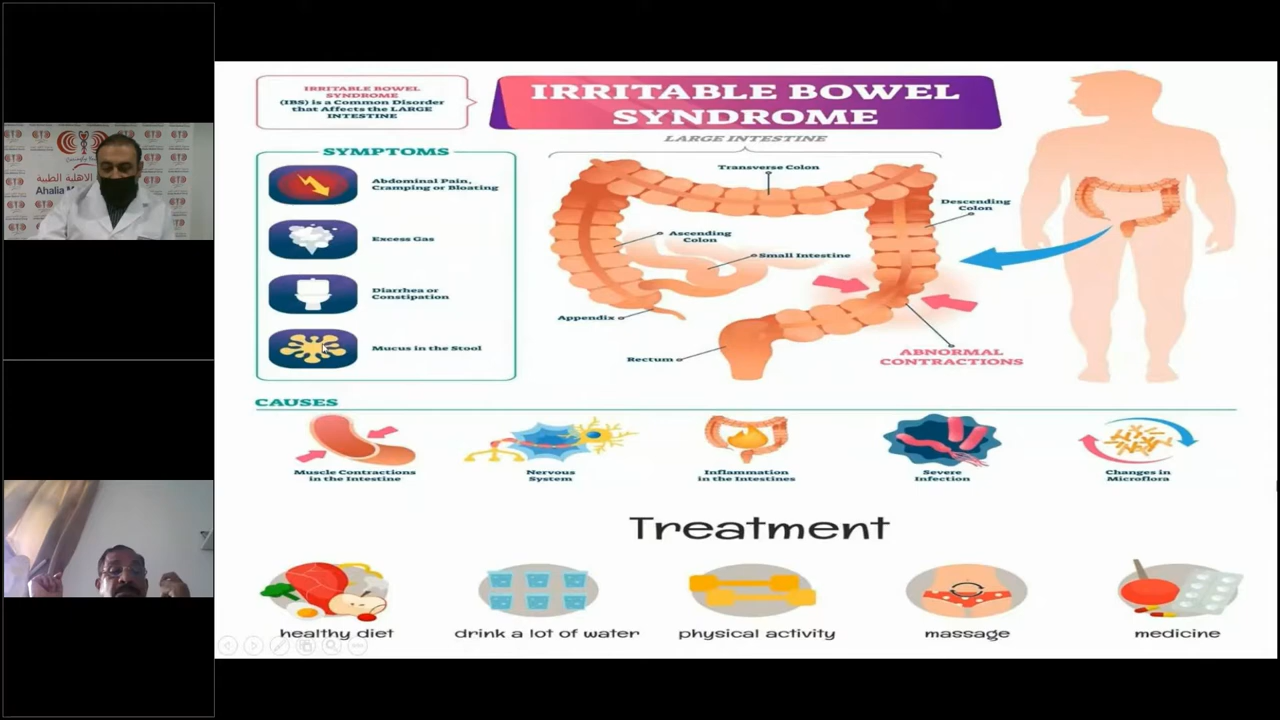 IRRITABLE BOWEL
SYNDROME
(IBS) is a Common Disorder
that Affects the LARGE
INTESTINE
IRRITABLE BOWEL
SYNDROME
LARGE INTESTINE
SYMPTOMS
Abdominal Pain,
Cramping or Bloating
Excess Gas
Diarrhea or
Constipation
Mucus in the Stool
Transverse Colon
Descending
Colon
Ascending
Colon
Small Intestine
Appendix
Rectum
ABNORMAL
CONTRACTIONS
CAUSES
Muscle Contractions
in the Intestine
Nervous
System
Inflammation
in the Intestines
Severe
Infection
Changes in
Microflora
Treatment
healthy diet
drink a lot of water
physical activity
massage
medicine
الاهلية الطبية
Ahalia